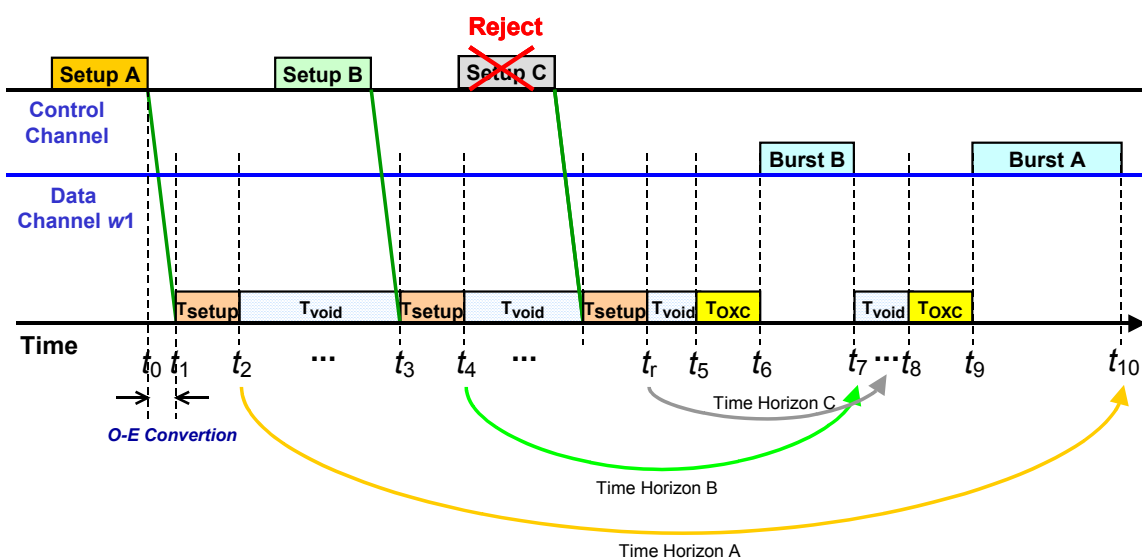 Reject
Setup A
Setup B
Setup C
Control
Channel
Burst B
Burst A
Data
Channel w1
Tsetup
Tvoid
Tsetup
Tvoid
Tsetup
Tvoid
TOXC
Tvoid
TOXC
Time
...
...
...
t0
t1
t2
t3
t4
tr
t5
t6
t7
t8
t9
t10
Time Horizon C
O-E Convertion
Time Horizon B
Time Horizon A